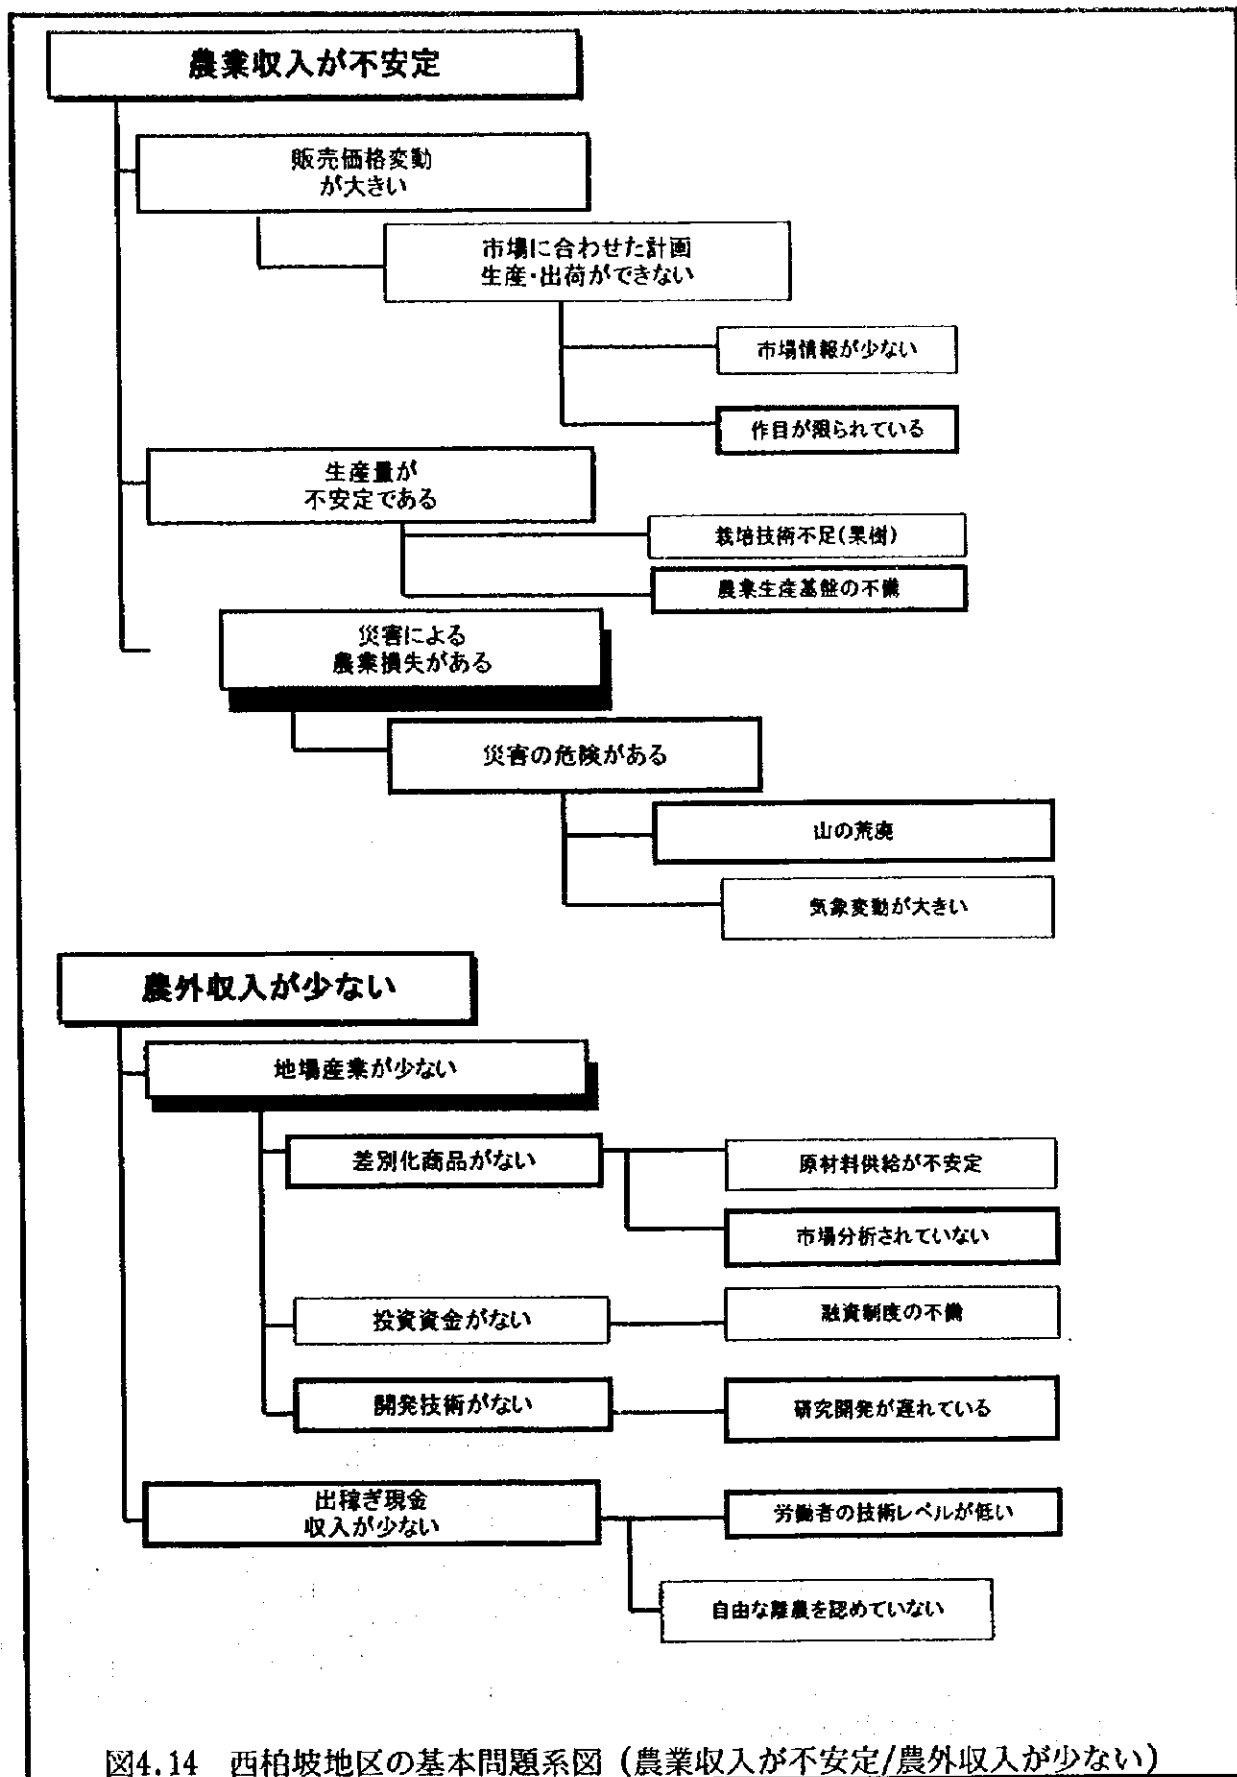 農業収入が不安定
販売価格変動
が大きい
市場に合わせた計画
生産・出荷ができない
市場情報が少ない
作目が限られている
生産量が
不安定である
栽培技術不足(果樹)
農業生産基盤の不備
災害による
農業損失がある
災害の危険がある
山の荒廃
気象変動が大きい
農外収入が少ない
地場産業が少ない
差別化商品がない
原材料供給が不安定
市場分析されていない
投資資金がない
融資制度の不備
開発技術がない
研究開発が遅れている
出稼ぎ現金
収入が少ない
労働者の技術レベルが低い
自由な離農を認めていない
図4.14 西柏坡地区の基本問題系図 (農業収入が不安定/農外収入が少ない)